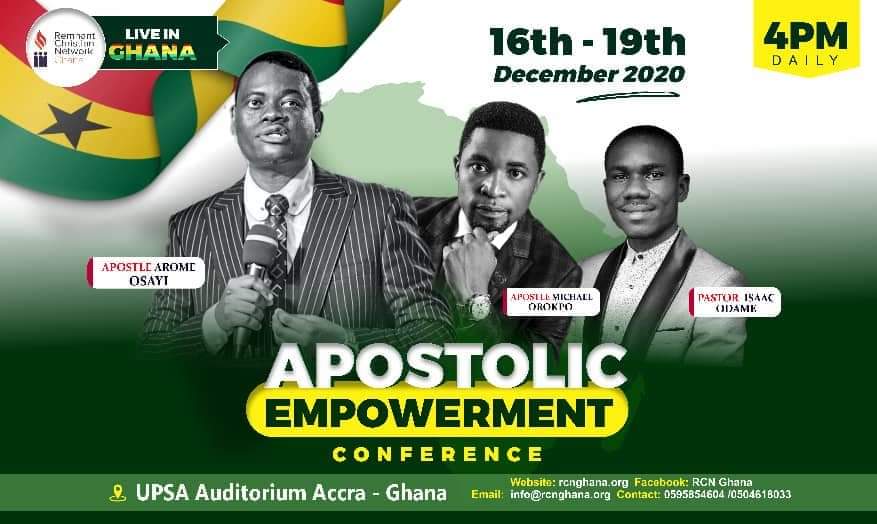 Remnant
Christian
Network
Ghana
LIVE IN
GHANA
16th - 19th
December 2020
4PM
DAILY
APOSTLE AROME
OSAYI
APOSTLE MICHAEL
OROKPO
PASTOR ISAAC
ODAME
APOSTOLIC
EMPOWERMENT
CONFERENCE
UPSA Auditorium Accra - Ghana
Website: rcnghana.org Facebook: RCN Ghana
Email: info@rcnghana.org Contact: 0595854604 /0504618033